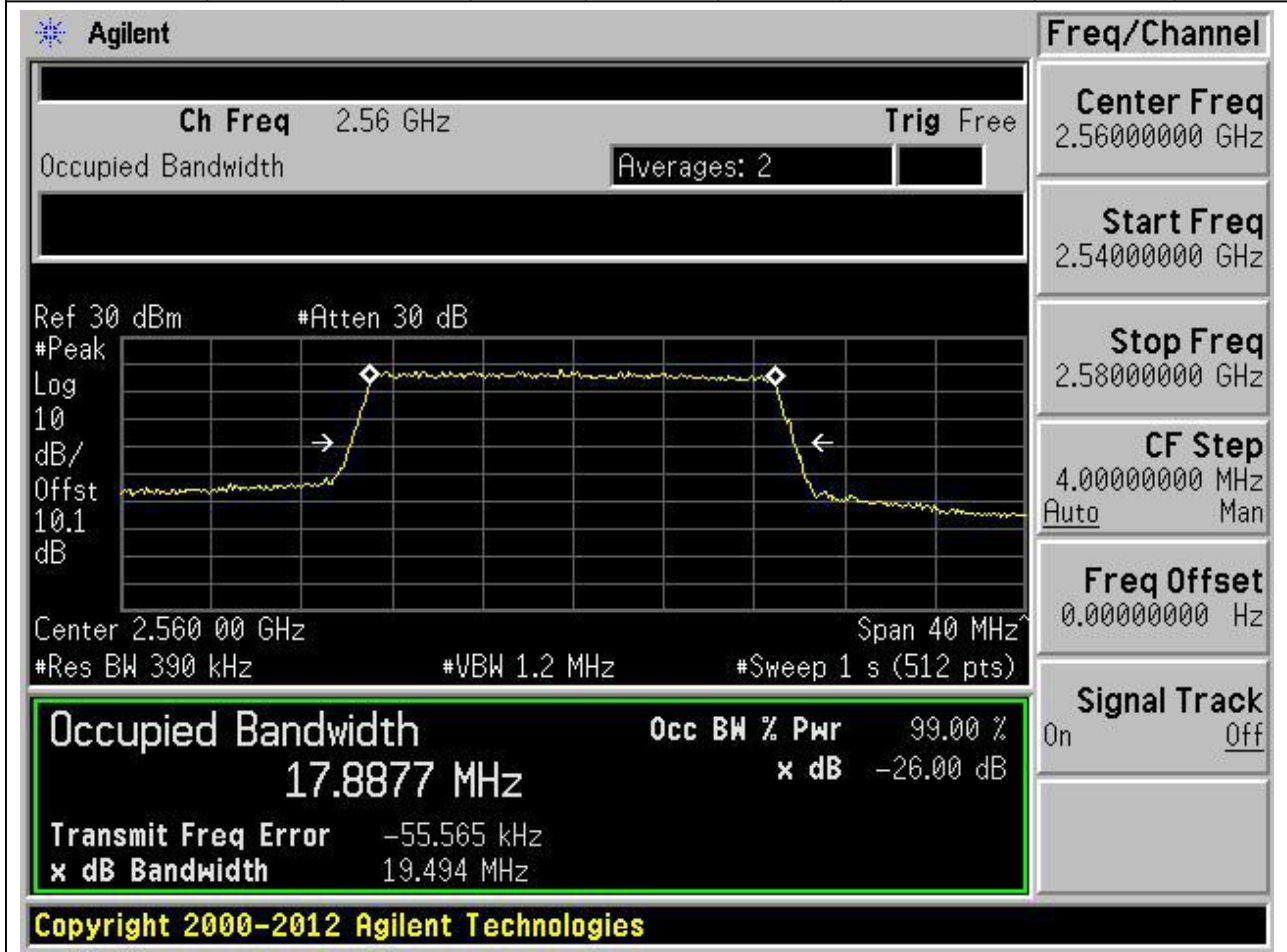 Agilent
Freq/Channel
Ch Freq 2.56 GHz Trig Free
Occupied Bandwidth Averages: 2
Center Freq
2.56000000 GHz
Start Freq
2.54000000 GHz
Stop Freq
2.58000000 GHz
CF Step
4.00000000 MHz
Auto Man
Freq Offset
0.00000000 Hz
Signal Track
On Off
Ref 30 dBm #Atten 30 dB
#Peak
Log
10
dB/
Offst
10.1
dB
Center 2.560 00 GHz Span 40 MHz^
#Res BW 390 kHz #VBW 1.2 MHz #Sweep 1 s (512 pts)
Occupied Bandwidth Occ BW % Pwr 99.00 %
17.8877 MHz x dB -26.00 dB
Transmit Freq Error -55.565 kHz
x dB Bandwidth 19.494 MHz
Copyright 2000-2012 Agilent Technologies